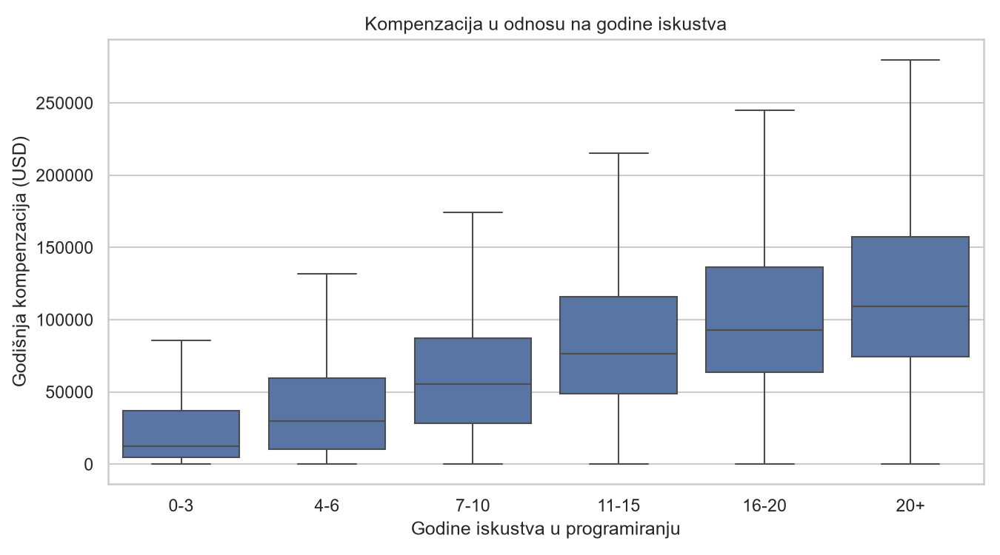 Kompenzacija u odnosu na godine iskustva
Godišnja kompenzacija (USD)
250000
200000
150000
100000
50000
0
0-3 4-6 7-10 11-15 16-20 20+
Godine iskustva u programiranju